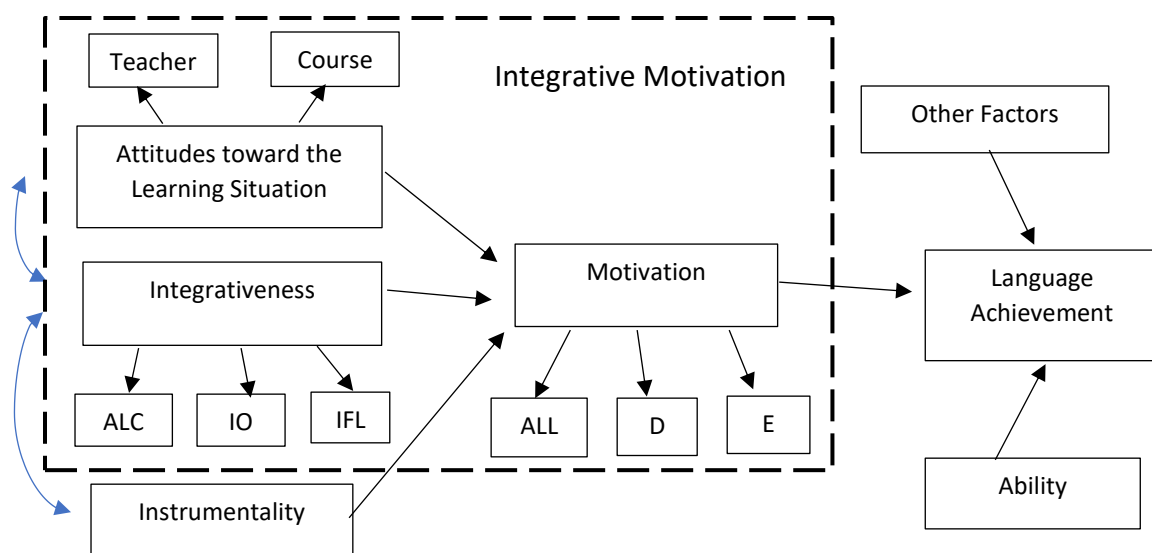 Teacher
Course
Integrative Motivation
Other Factors
Attitudes toward the
Learning Situation
Motivation
Integrativeness
Language
Achievement
ALC
IO
IFL
ALL
D
E
Ability
Instrumentality